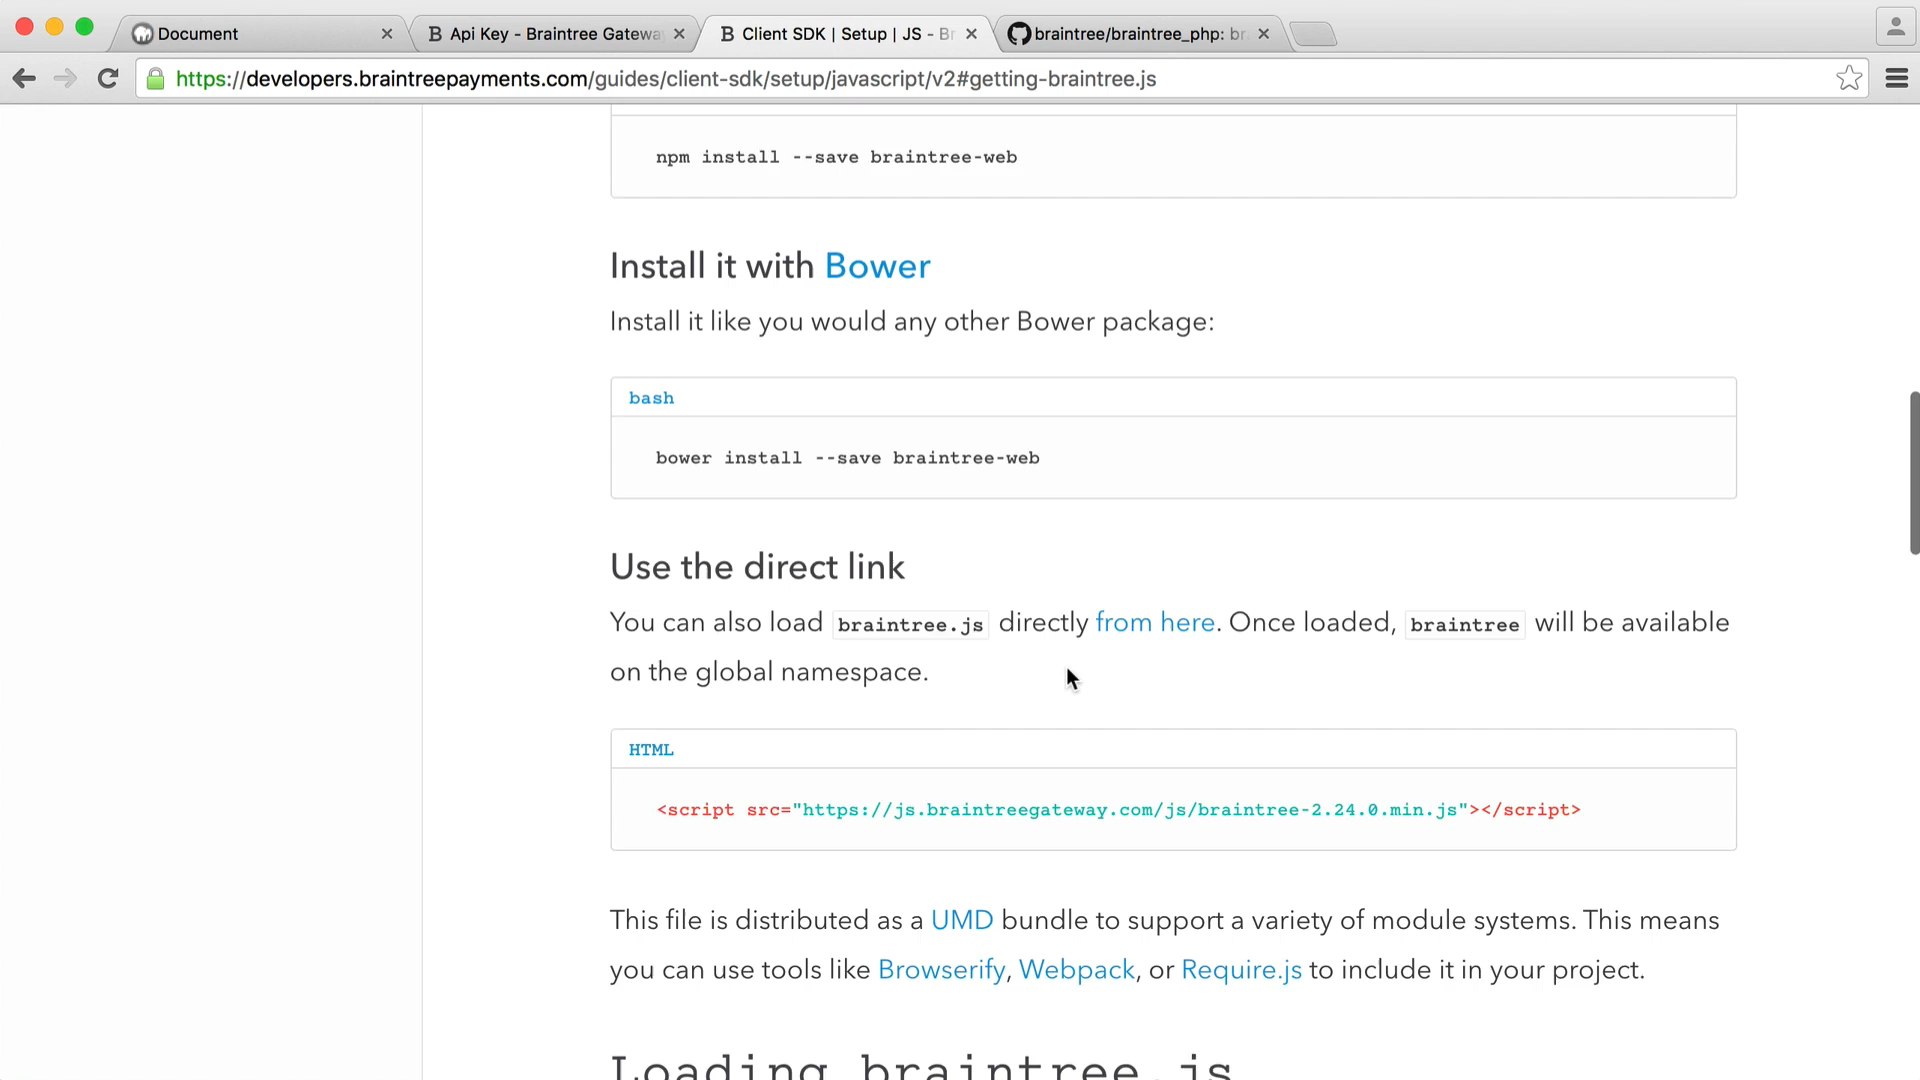 Document
B Api Key - Braintree Gatewa
B Client SDK | Setup | JS - Br
braintree/braintree_php: br
https://developers.braintreepayments.com/guides/client-sdk/setup/javascript/v2#getting-braintree.js
npm install --save braintree-web
Install it with Bower
Install it like you would any other Bower package:
bash
bower install --save braintree-web
Use the direct link
You can also load braintree.js directly from here. Once loaded, braintree will be available
on the global namespace.
HTML
<script src="https://js.braintreegateway.com/js/braintree-2.24.0.min.js"></script>
This file is distributed as a UMD bundle to support a variety of module systems. This means
you can use tools like Browserify, Webpack, or Require.js to include it in your project.
Loading braintree.js